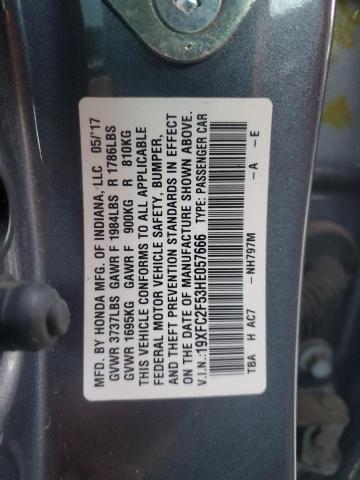 MFD. BY HONDA MFG. OF INDIANA, LLC 05/'17
GVWR 3737LBS GAWR F 1984LBS R 1786LBS
GVWR 1695KG GAWR F 900KG R 810KG
THIS VEHICLE CONFORMS TO ALL APPLICABLE
FEDERAL MOTOR VEHICLE SAFETY, BUMPER,
AND THEFT PREVENTION STANDARDS IN EFFECT
ON THE DATE OF MANUFACTURE SHOWN ABOVE.
V.I.N.:19XFC2F53HE057666 TYPE: PASSENGER CAR
TBA H AC7 -NH797M -A -E